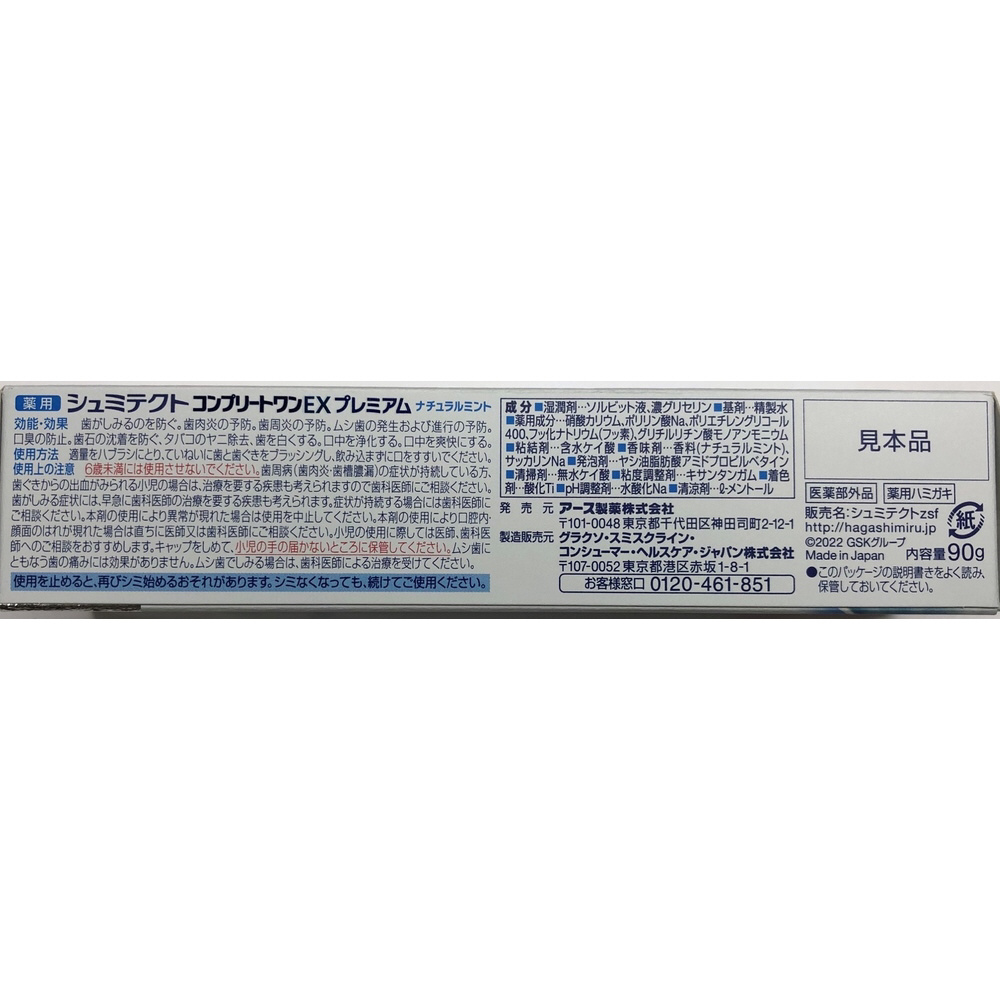 薬用 シュミテクト コンプリートワンEX プレミアム ナチュラルミント
効能・効果 歯がしみるのを防ぐ。歯肉炎の予防。歯周炎の予防。ムシ歯の発生および進行の予防。
口臭の防止。歯石の沈着を防ぐ、タバコのヤニ除去、歯を白くする。口中を浄化する。口中を爽快にする。
使用方法 適量をハブラシにとり、ていねいに歯と歯ぐきをブラッシングし、飲み込まずに口をすすいでください。
使用上の注意 6歳未満には使用させないでください。歯周病(歯肉炎・歯槽膿漏)の症状が持続している方、
歯ぐきからの出血がみられる小児の場合は、治療を要する疾患も考えられますので歯科医師にご相談ください。
歯がしみる症状には、早急に歯科医師の治療を要する疾患も考えられます。症状が持続する場合は、歯科医師にご相談
ください。本剤の使用により異常が現れた場合は使用を中止してください。本剤の使用により口腔内・
顔面のはれが現れた場合は直ちに医師又は歯科医師にご相談ください。小児の使用に際しては医師・歯科医
師へのご相談をおすすめします。キャップをしめて、小児の手の届かないところに保管してください。ムシ歯に
ともなう歯の痛みには効果がありません。ムシ歯でしみる場合は、歯科医師による治療を受けてください。
使用を止めると、再びシミ始めるおそれがあります。シミなくなっても、続けてご使用ください。
成分 ■湿潤剤…ソルビット液、濃グリセリン ■基剤…精製水
■薬用成分…硝酸カリウム、ポリリン酸Na、ポリエチレングリコール
400、フッ化ナトリウム(フッ素)、グリチルリチン酸モノアンモニウム
■粘結剤…含水ケイ酸 ■香味剤…香料(ナチュラルミント)、
サッカリンNa ■発泡剤…ヤシ油脂肪酸アミドプロピルベタイン
■清掃剤…無水ケイ酸 ■粘度調整剤…キサンタンガム ■着色
剤…酸化Ti ■pH調整剤…水酸化Na ■清涼剤…ℓ-メントール
発売元 アース製薬株式会社
〒101-0048 東京都千代田区神田司町2-12-1
製造販売元 グラクソ・スミスクライン・
コンシューマー・ヘルスケア・ジャパン株式会社
〒107-0052 東京都港区赤坂1-8-1
お客様窓口 0120-461-851
見本品
医薬部外品 薬用ハミガキ
販売名:シュミテクトzsf
http://hagashimiru.jp/
©2022 GSKグループ
Made in Japan 内容量90g
紙
●このパッケージの説明書きをよく読み、
保管しておいてください。